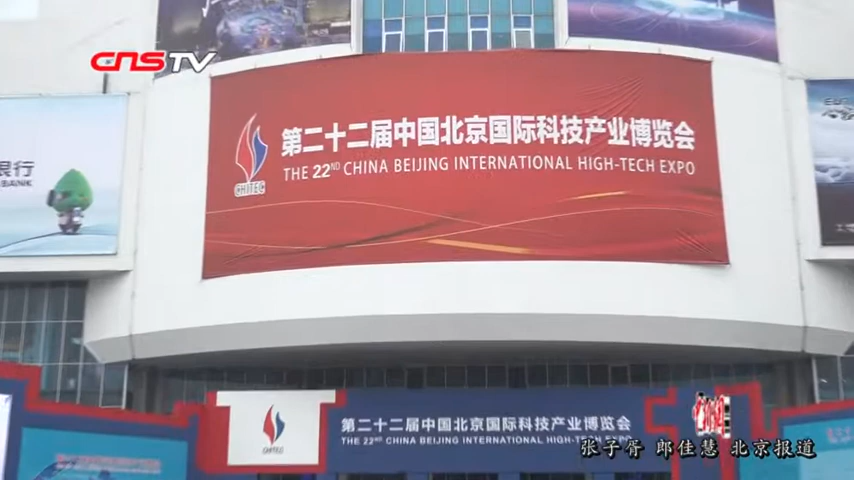 CNSTV
第二十二届中国北京国际科技产业博览会
THE 22ND CHINA BEIJING INTERNATIONAL HIGH-TECH EXPO
CHITEC
银行
BANK
第二十二届中国北京国际科技产业博览会
THE 22ND CHINA BEIJING INTERNATIONAL HIGH-TECH EXPO
CHITEC
张子胥 郎佳慧 北京报道